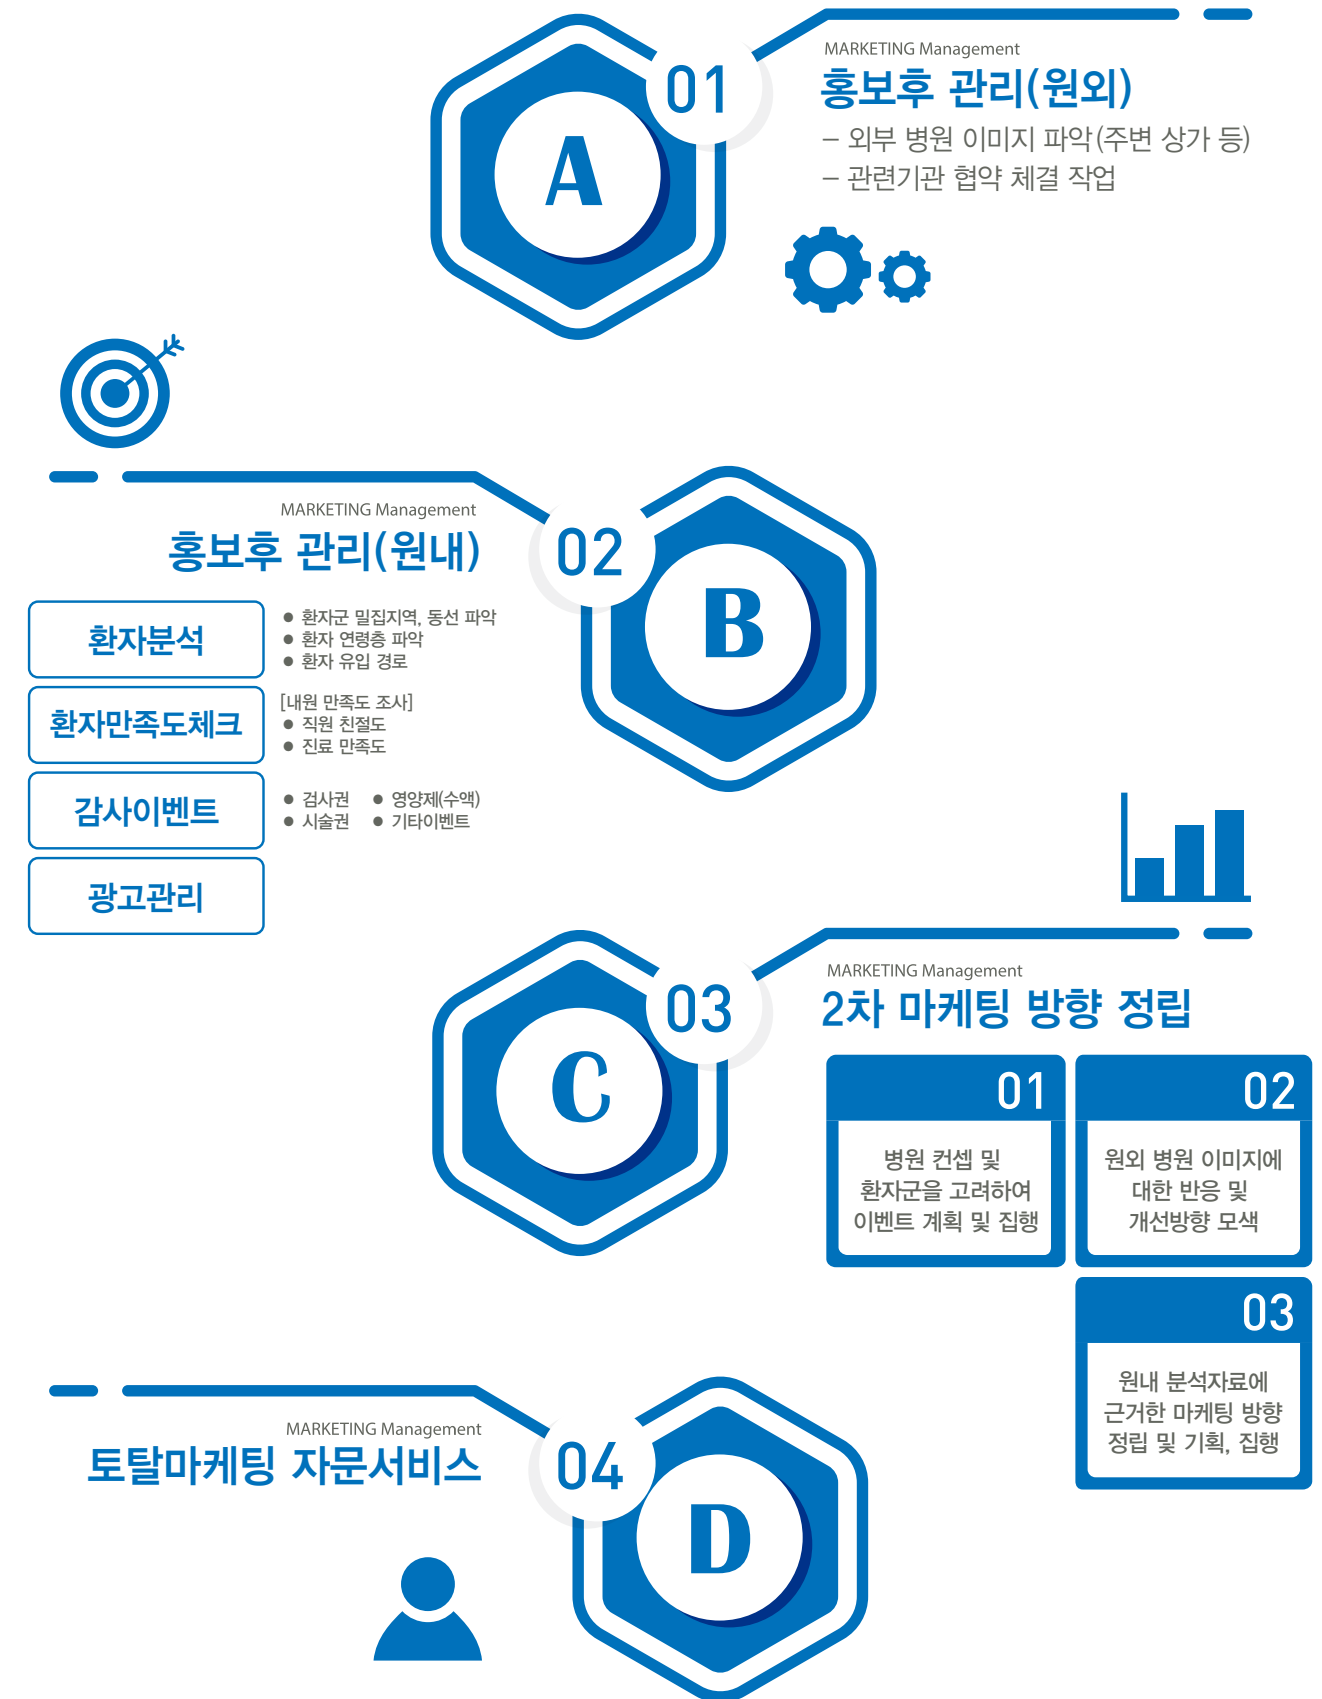 A
01
MARKETING Management
홍보후 관리(원외)
– 외부 병원 이미지 파악(주변 상가 등)
– 관련기관 협약 체결 작업
MARKETING Management
홍보후 관리(원내)
02
B
환자분석
● 환자군 밀집지역, 동선 파악
● 환자 연령층 파악
● 환자 유입 경로
환자만족도체크
[내원 만족도 조사]
● 직원 친절도
● 진료 만족도
감사이벤트
● 검사권 ● 영양제(수액)
● 시술권 ● 기타이벤트
광고관리
C
03
MARKETING Management
2차 마케팅 방향 정립
01
병원 컨셉 및
환자군을 고려하여
이벤트 계획 및 집행
02
원외 병원 이미지에
대한 반응 및
개선방향 모색
03
원내 분석자료에
근거한 마케팅 방향
정립 및 기획, 집행
MARKETING Management
토탈마케팅 자문서비스
04
D